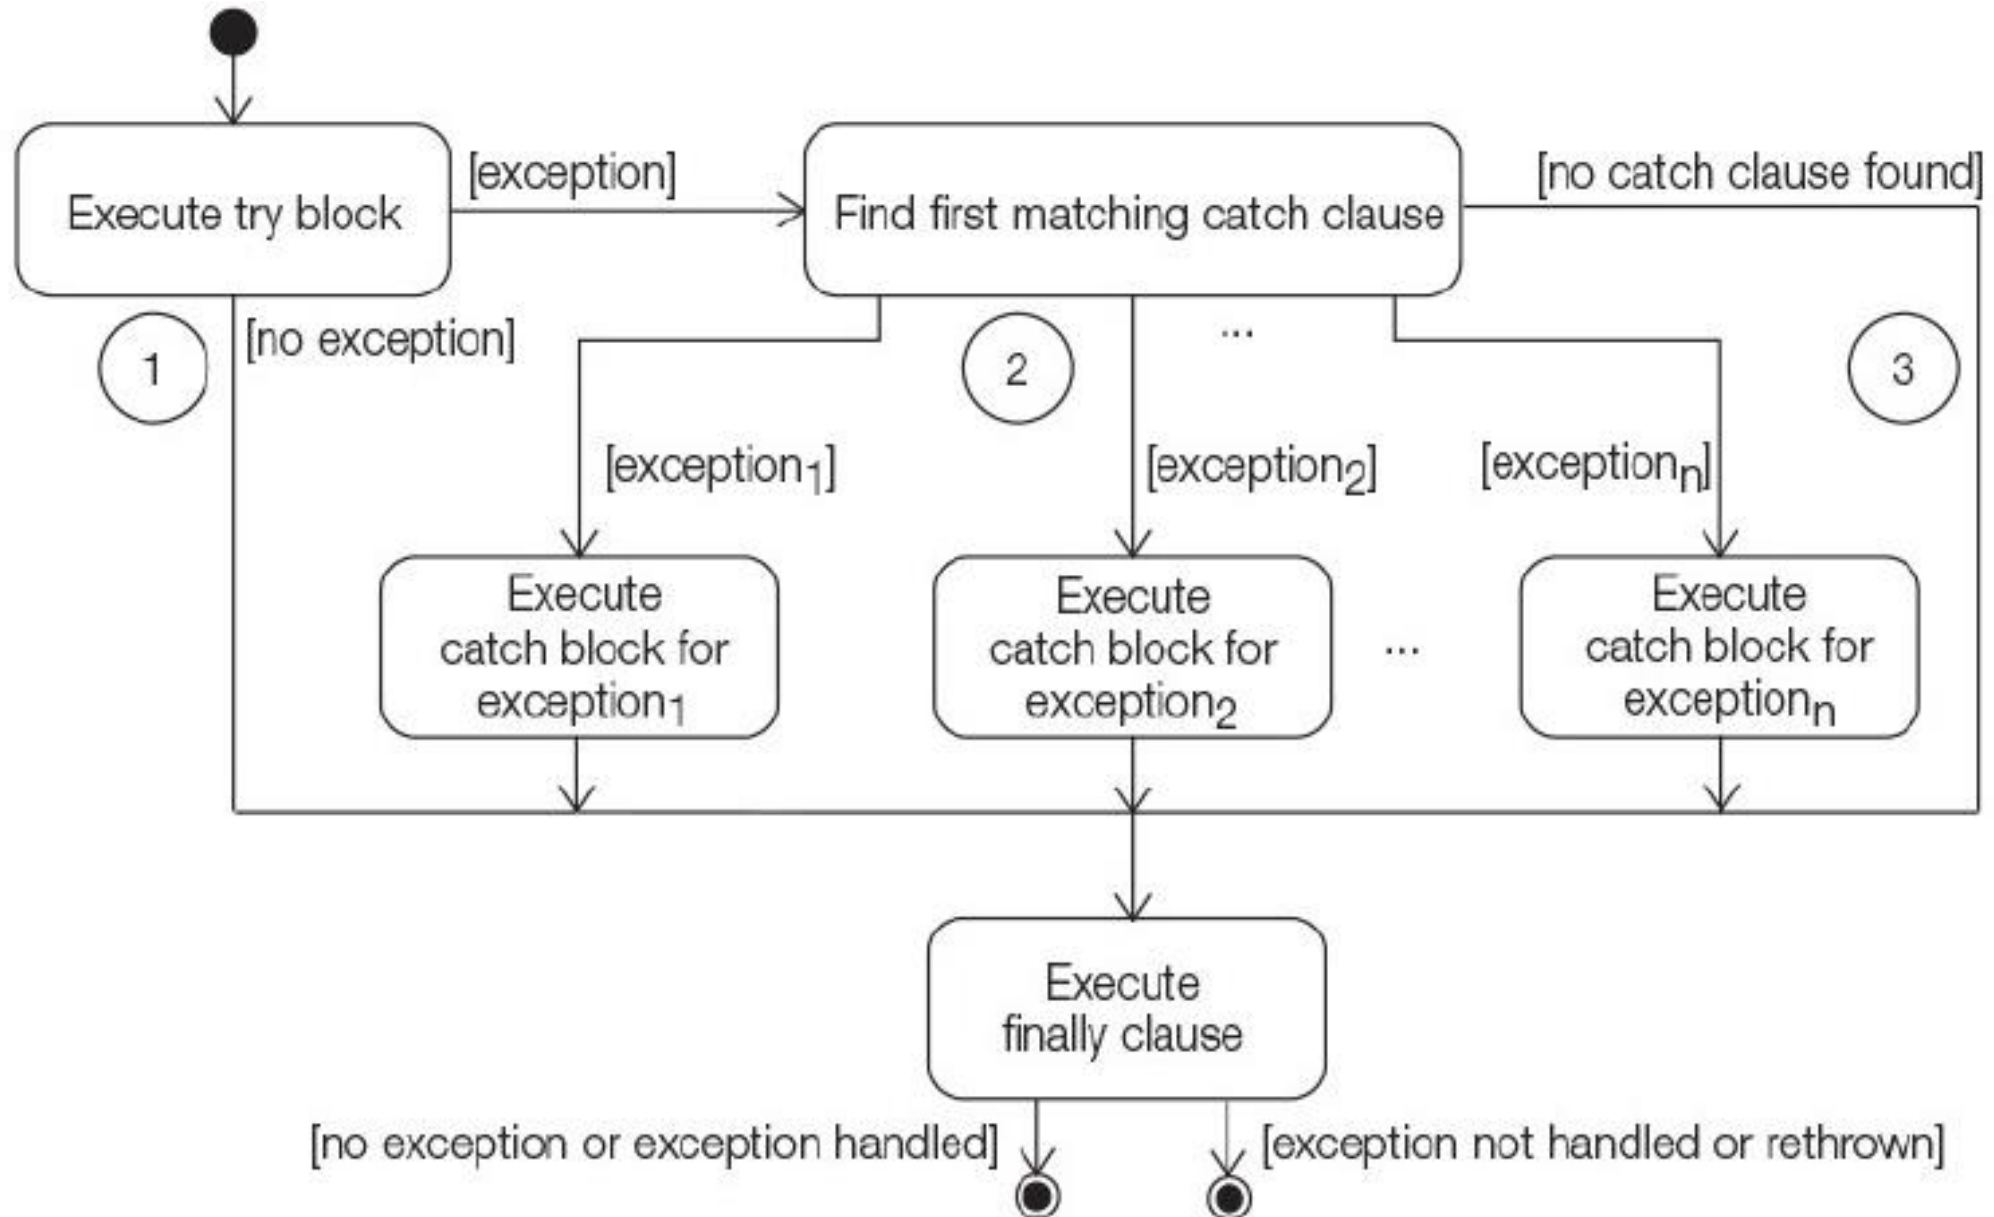 [exception]
[no catch clause found]
Execute try block
Find first matching catch clause
1
[no exception]
2
...
3
[exception1]
[exception2]
[exceptionn]
Execute
catch block for
exception1
Execute
catch block for
exception2
...
Execute
catch block for
exceptionn
Execute
finally clause
[no exception or exception handled]
[exception not handled or rethrown]